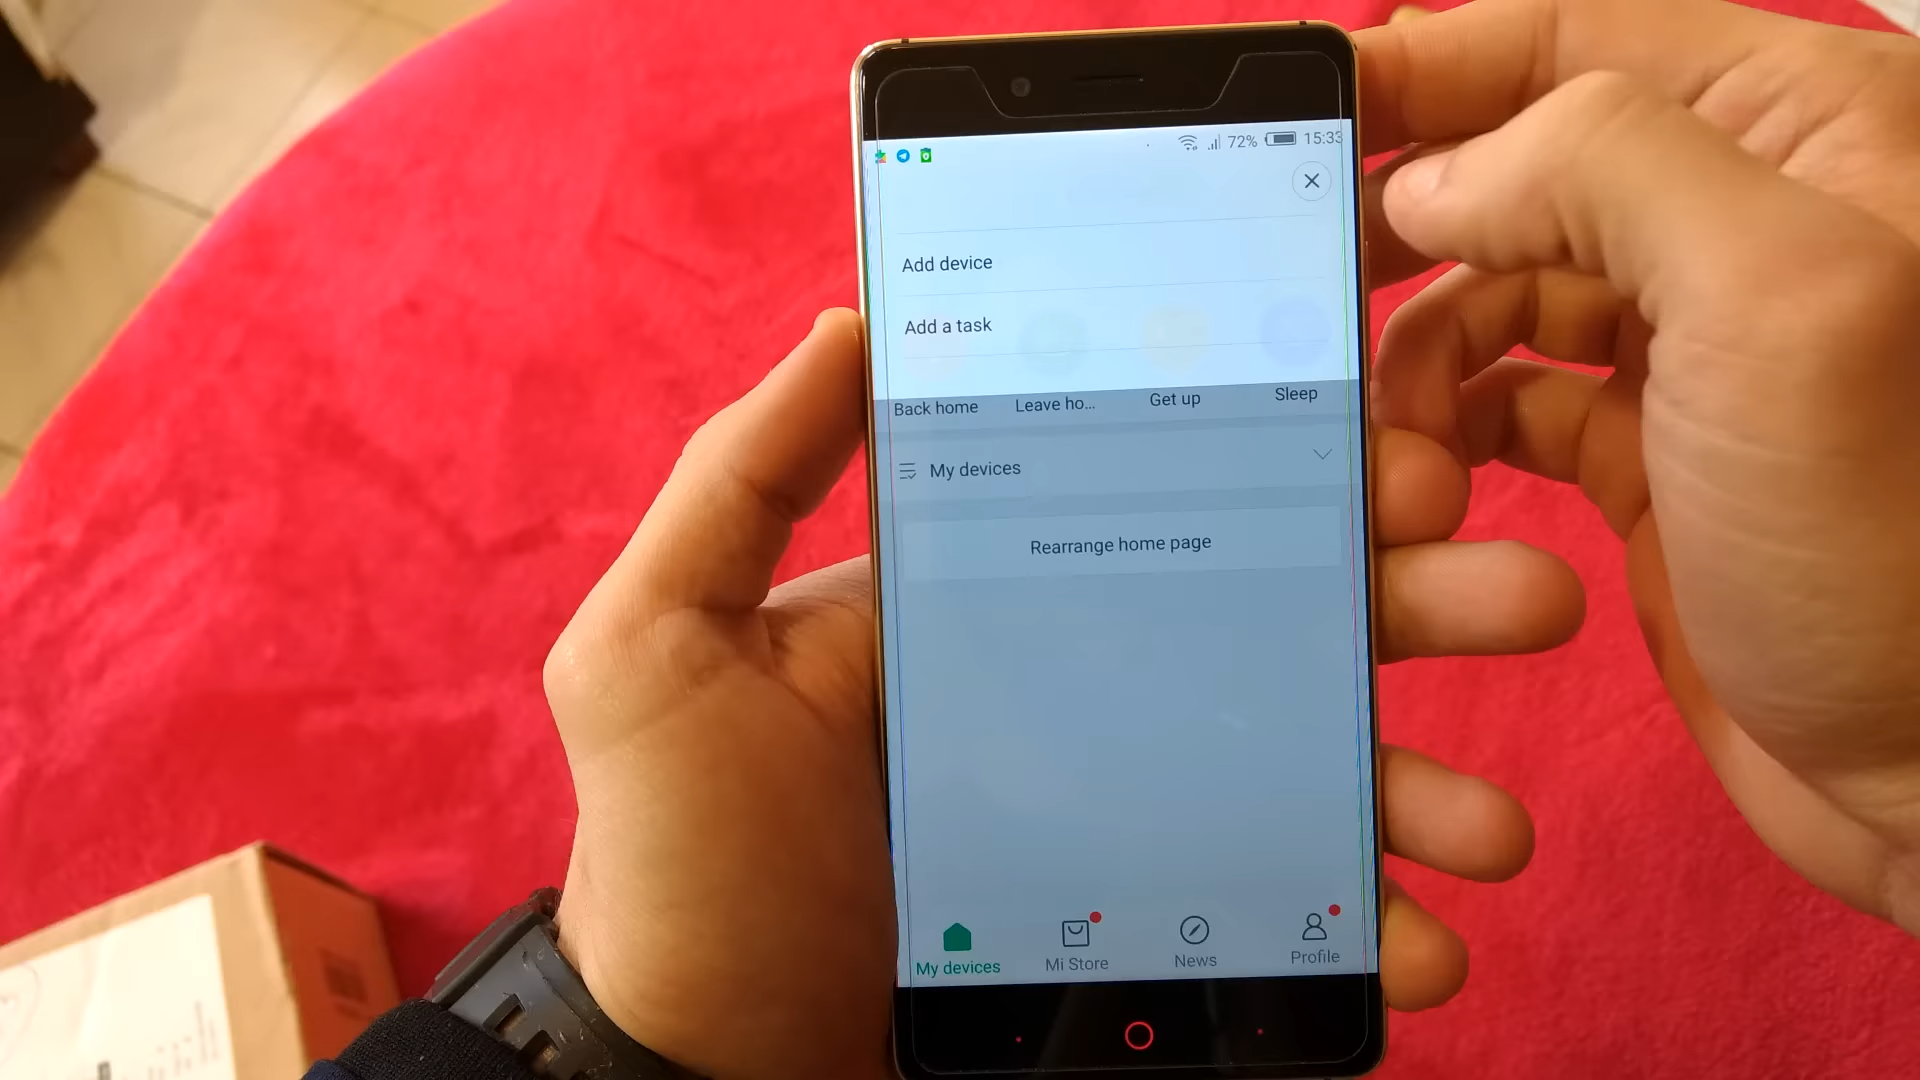 72% 15:33
Add device
Add a task
Back home Leave ho... Get up Sleep
My devices
Rearrange home page
My devices Mi Store News Profile